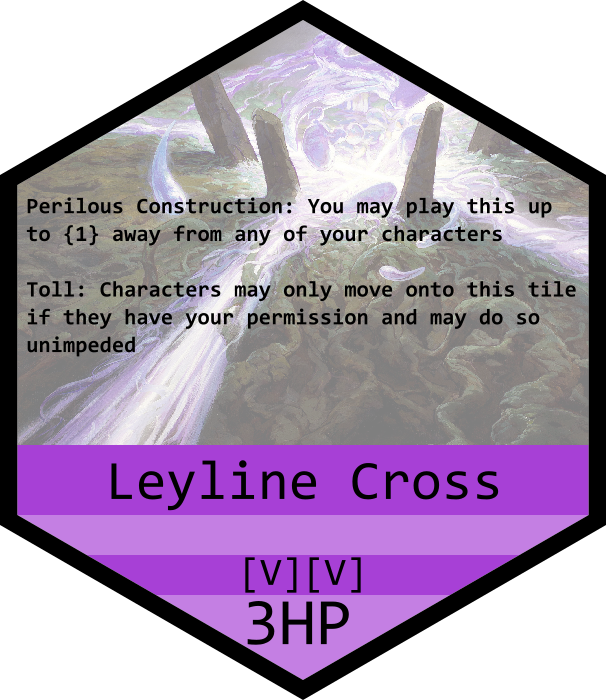 Perilous Construction: You may play this up
to {1} away from any of your characters
Toll: Characters may only move onto this tile
if they have your permission and may do so
unimpeded
Leyline Cross
[V][V]
3HP